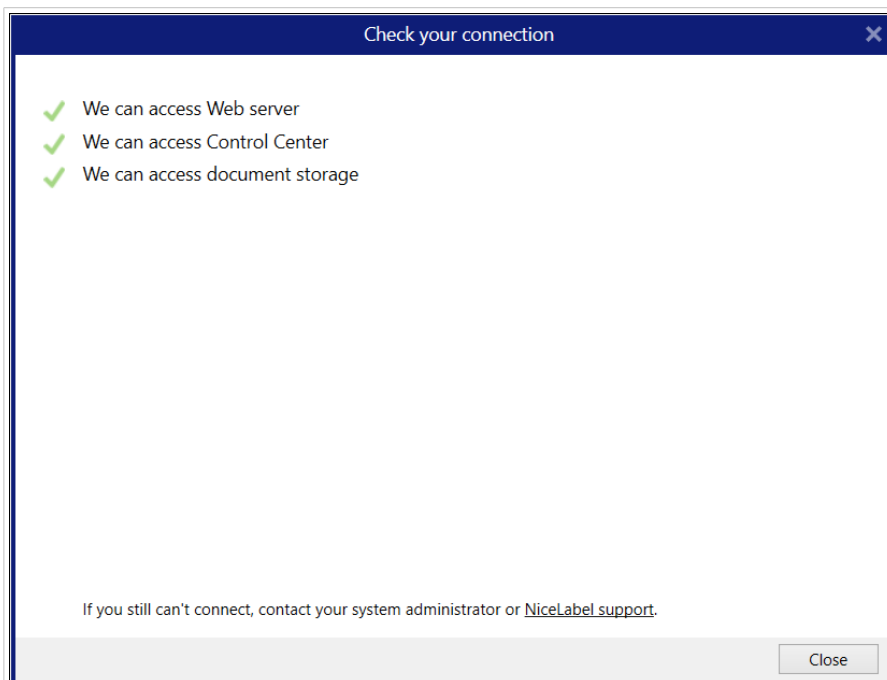 Check your connection
We can access Web server
We can access Control Center
We can access document storage
If you still can't connect, contact your system administrator or NiceLabel support.
Close